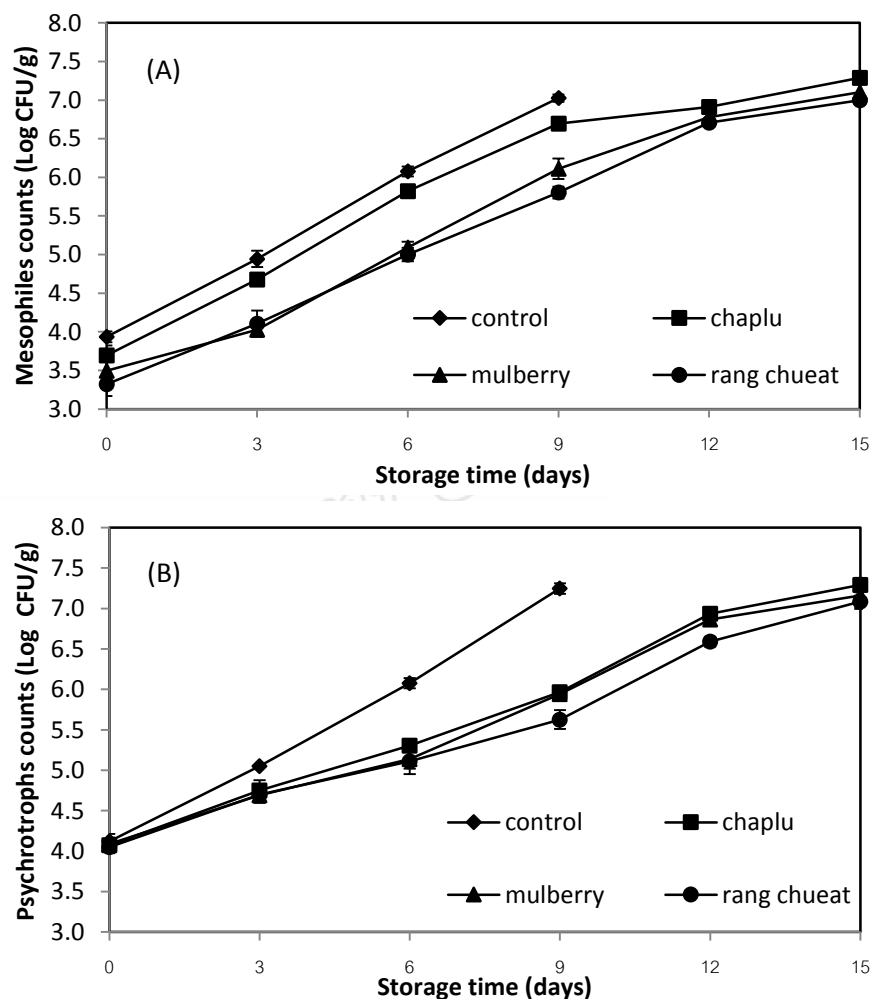 8.0
(A)
7.5
7.0
6.5
6.0
5.5
5.0
4.5
4.0
3.5
3.0
Mesophiles counts (Log CFU/g)
control
chaplu
mulberry
rang chueat
0 3 6 9 12 15
Storage time (days)
8.0
(B)
7.5
7.0
6.5
6.0
5.5
5.0
4.5
4.0
3.5
3.0
Psychrotrophs counts (Log CFU/g)
control
chaplu
mulberry
rang chueat
0 3 6 9 12 15
Storage time (days)